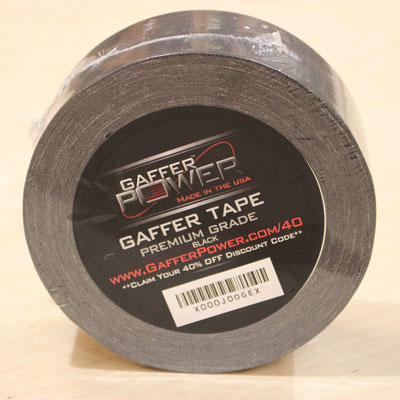 GAFFER
POWER
MADE IN THE USA
GAFFER TAPE
PREMIUM GRADE
BLACK
WWW.GAFFERPOWER.COM/40
**CLAIM YOUR 40% OFF DISCOUNT CODE**
X000J00GEX